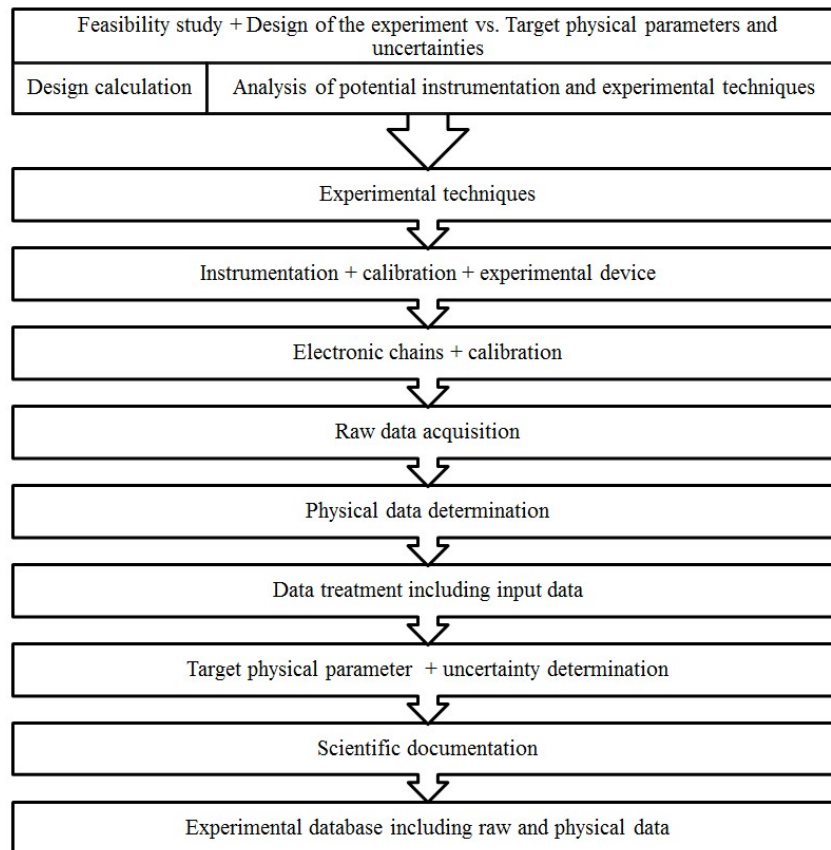 Feasibility study + Design of the experiment vs. Target physical parameters and
uncertainties
Design calculation
Analysis of potential instrumentation and experimental techniques
Experimental techniques
Instrumentation + calibration + experimental device
Electronic chains + calibration
Raw data acquisition
Physical data determination
Data treatment including input data
Target physical parameter + uncertainty determination
Scientific documentation
Experimental database including raw and physical data